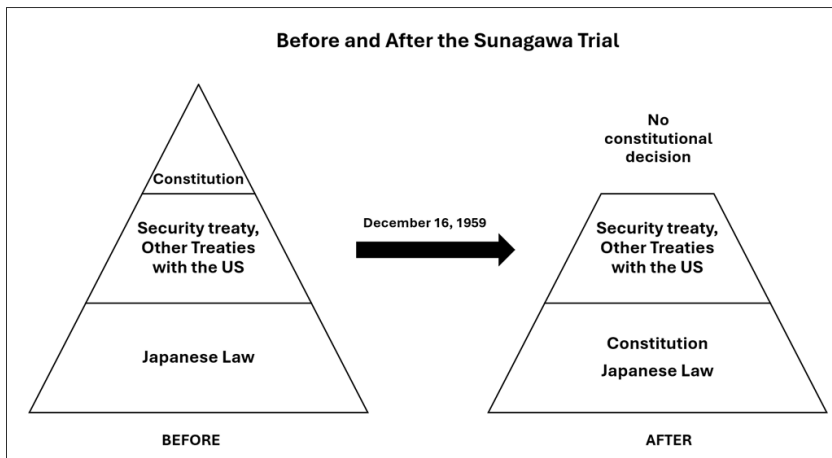 Before and After the Sunagawa Trial
Constitution
Security treaty,
Other Treaties
with the US
Japanese Law
BEFORE
December 16, 1959
No
constitutional
decision
Security treaty,
Other Treaties
with the US
Constitution
Japanese Law
AFTER